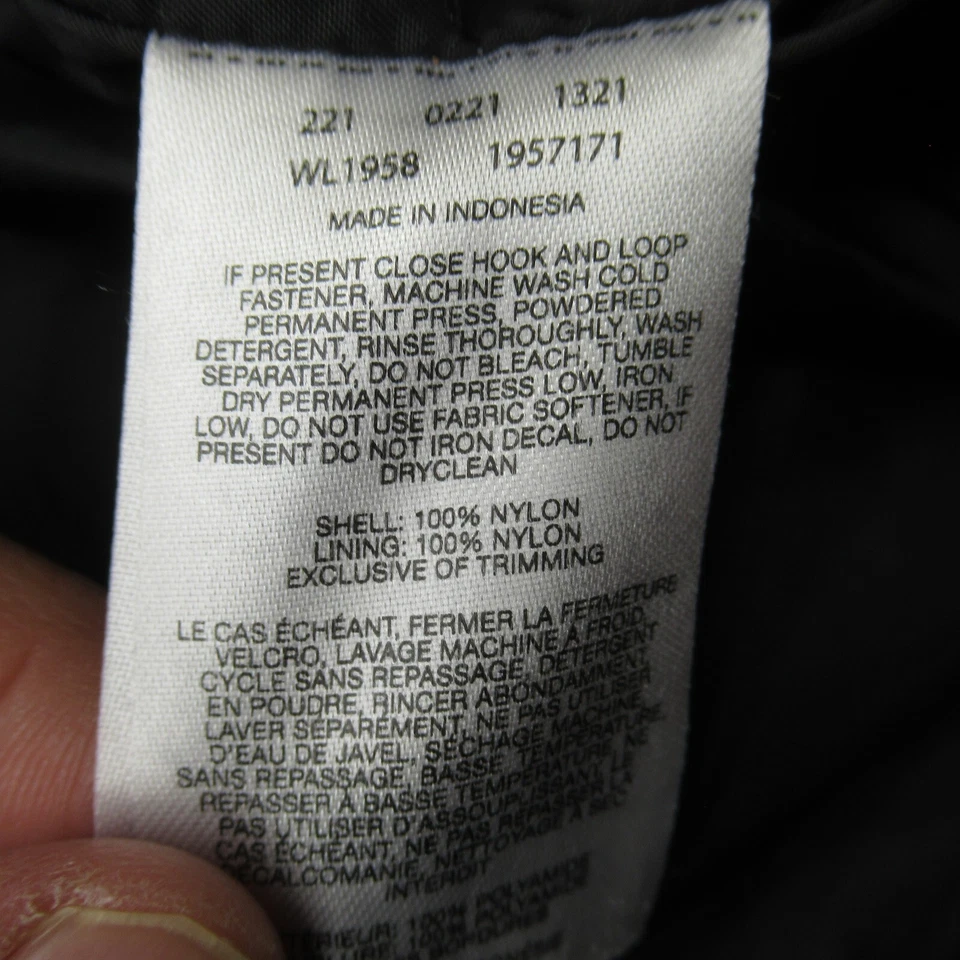 221 0221 1321
WL1958 1957171
MADE IN INDONESIA
IF PRESENT CLOSE HOOK AND LOOP
FASTENER, MACHINE WASH COLD
PERMANENT PRESS, POWDERED
DETERGENT, RINSE THOROUGHLY, WASH
SEPARATELY, DO NOT BLEACH, TUMBLE
DRY PERMANENT PRESS LOW, IRON
LOW, DO NOT USE FABRIC SOFTENER, IF
PRESENT DO NOT IRON DECAL, DO NOT
DRYCLEAN
SHELL: 100% NYLON
LINING: 100% NYLON
EXCLUSIVE OF TRIMMING
LE CAS ÉCHÉANT, FERMER LA FERMETURE
VELCRO, LAVAGE MACHINE À FROID,
CYCLE SANS REPASSAGE, DÉTERGENT
EN POUDRE, RINCER ABONDAMMENT,
LAVER SÉPARÉMENT, NE PAS UTILISER
D'EAU DE JAVEL, SÉCHAGE MACHINE,
SANS REPASSAGE, BASSE TEMPÉRATURE,
REPASSER À BASSE TEMPÉRATURE, NE
PAS UTILISER D'ASSOUPLISSANT,
CAS ÉCHÉANT, NE PAS REPASSER
NETTOYAGE À SEC
INTERDIT
100% POLYAMIDE
100% POLYAMIDE